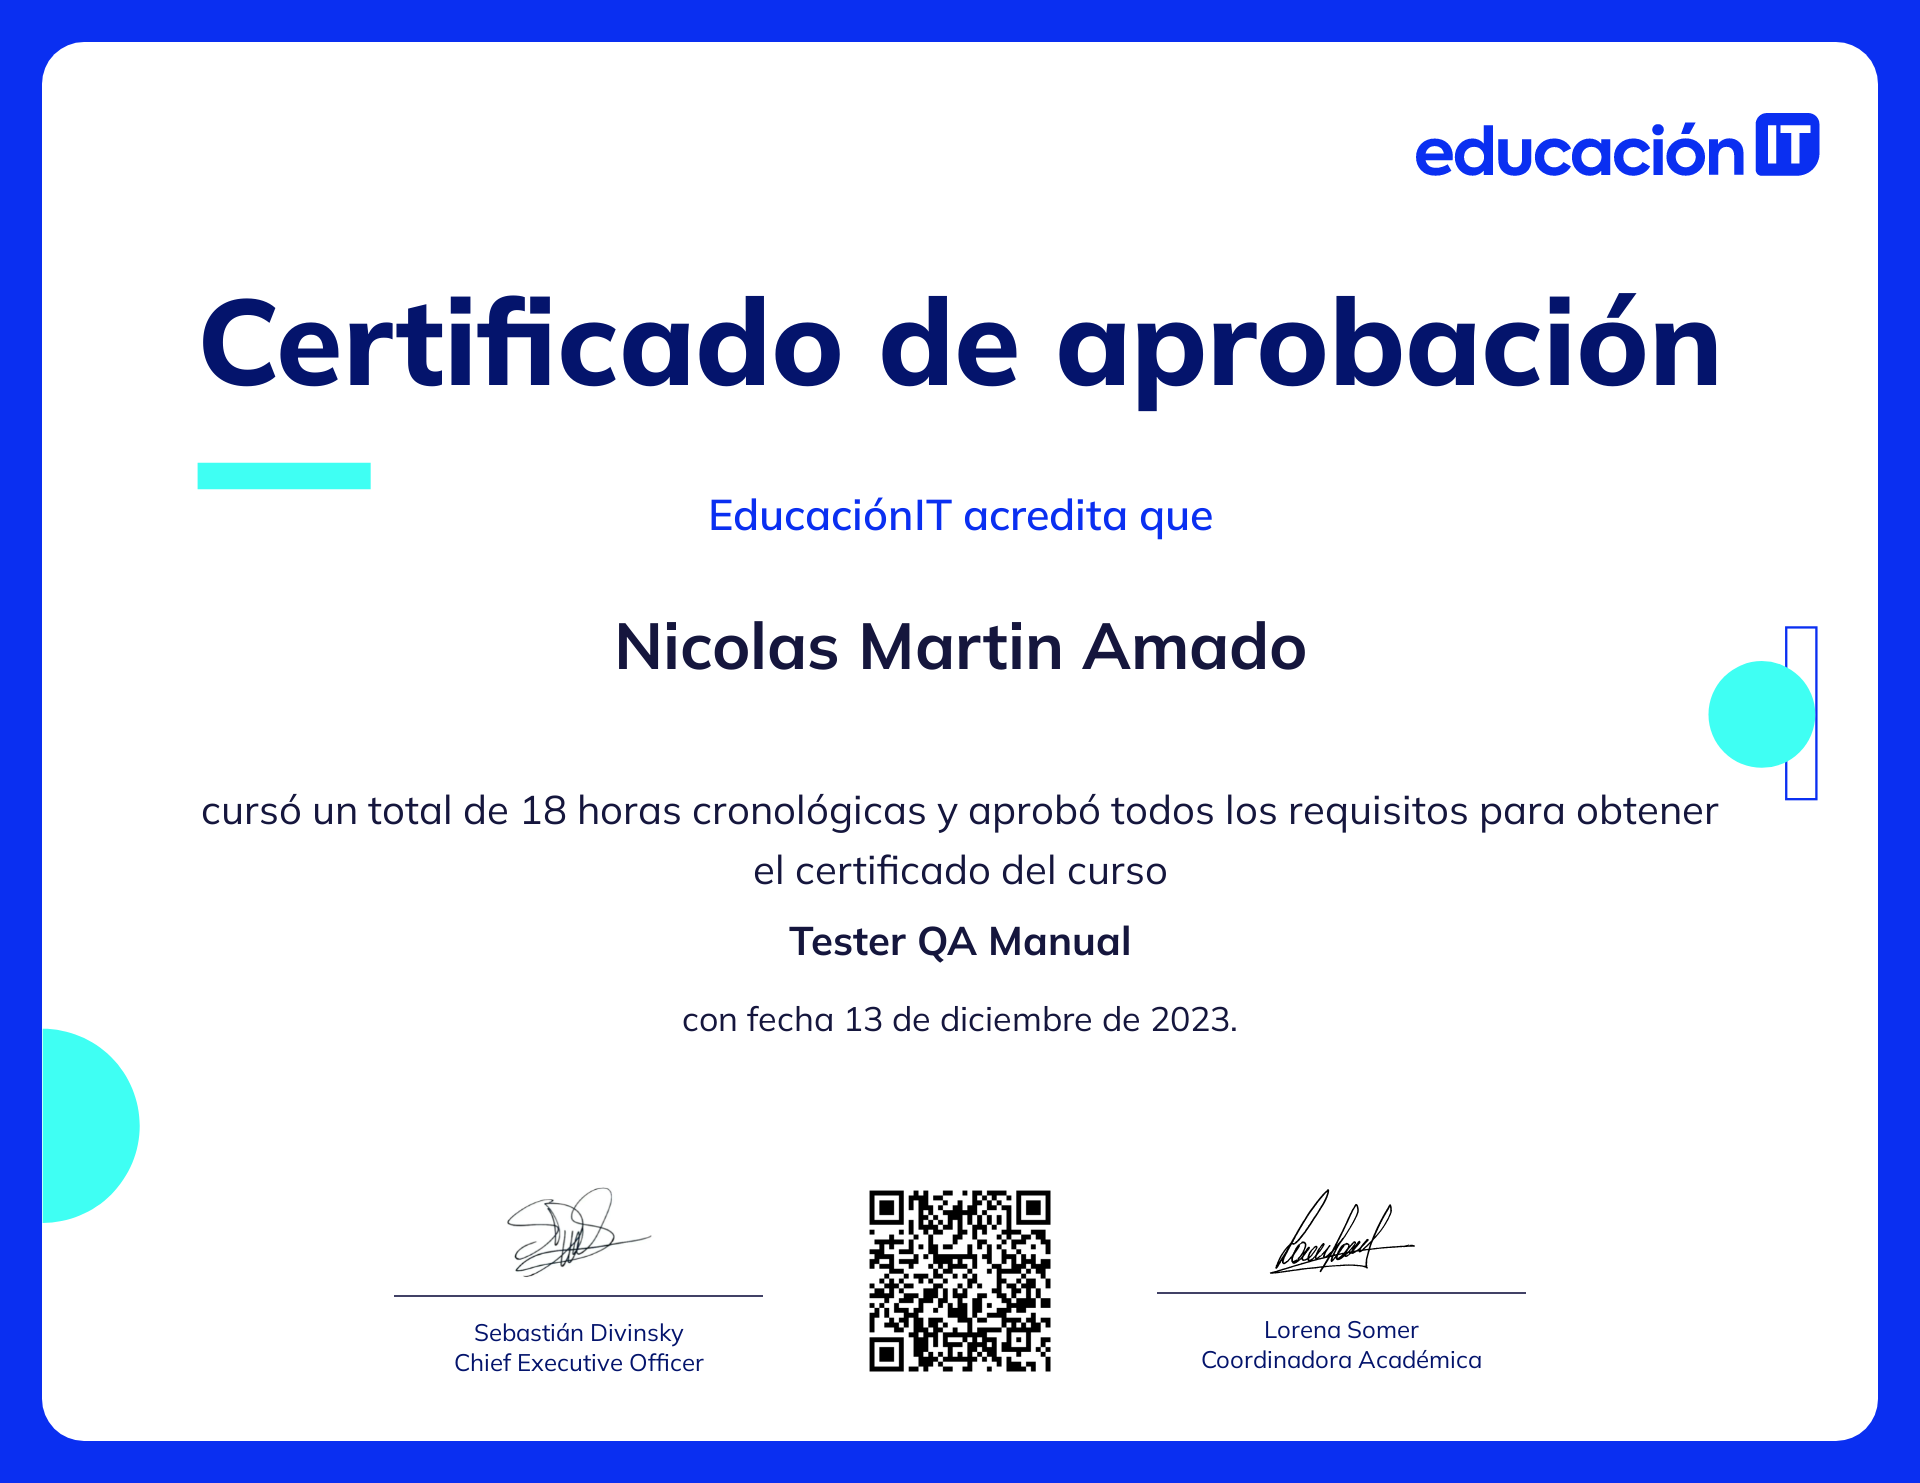 educación IT
Certificado de aprobación
EducaciónIT acredita que
Nicolas Martin Amado
cursó un total de 18 horas cronológicas y aprobó todos los requisitos para obtener
el certificado del curso
Tester QA Manual
con fecha 13 de diciembre de 2023.
Sebastián Divinsky
Chief Executive Officer
Lorena Somer
Coordinadora Académica